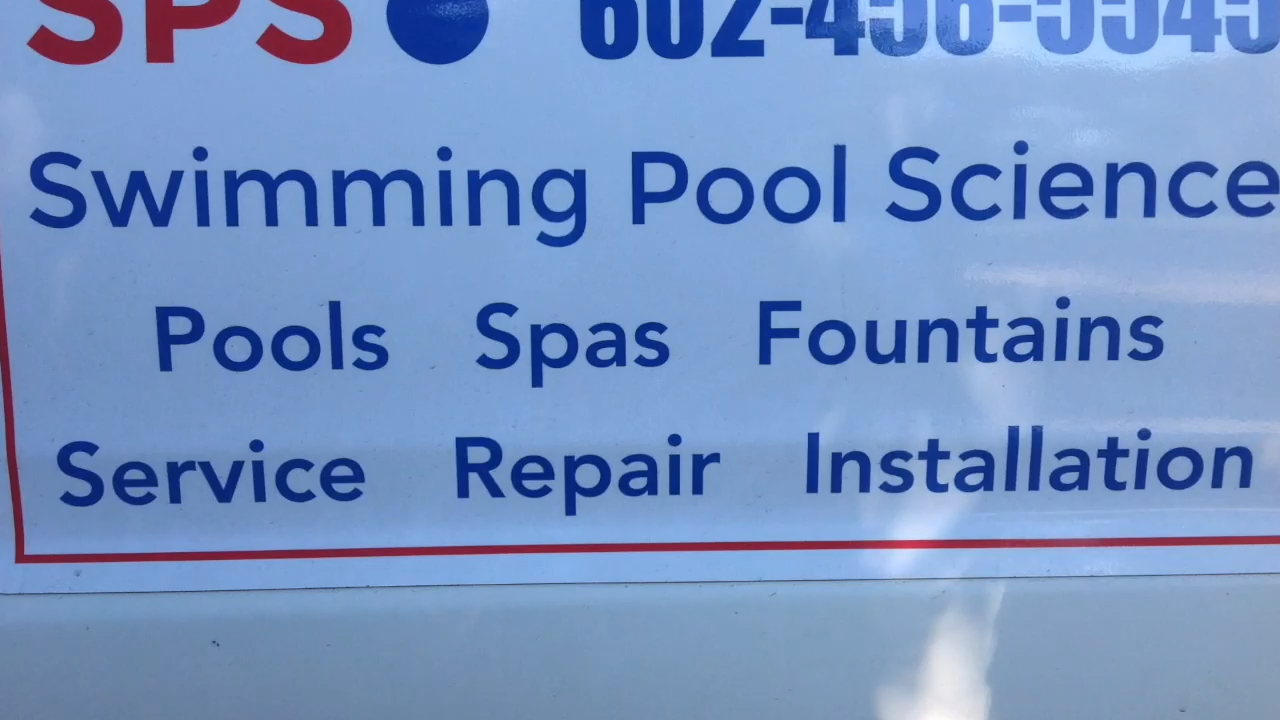 SPS
Swimming Pool Science
Pools Spas Fountains
Service Repair Installation